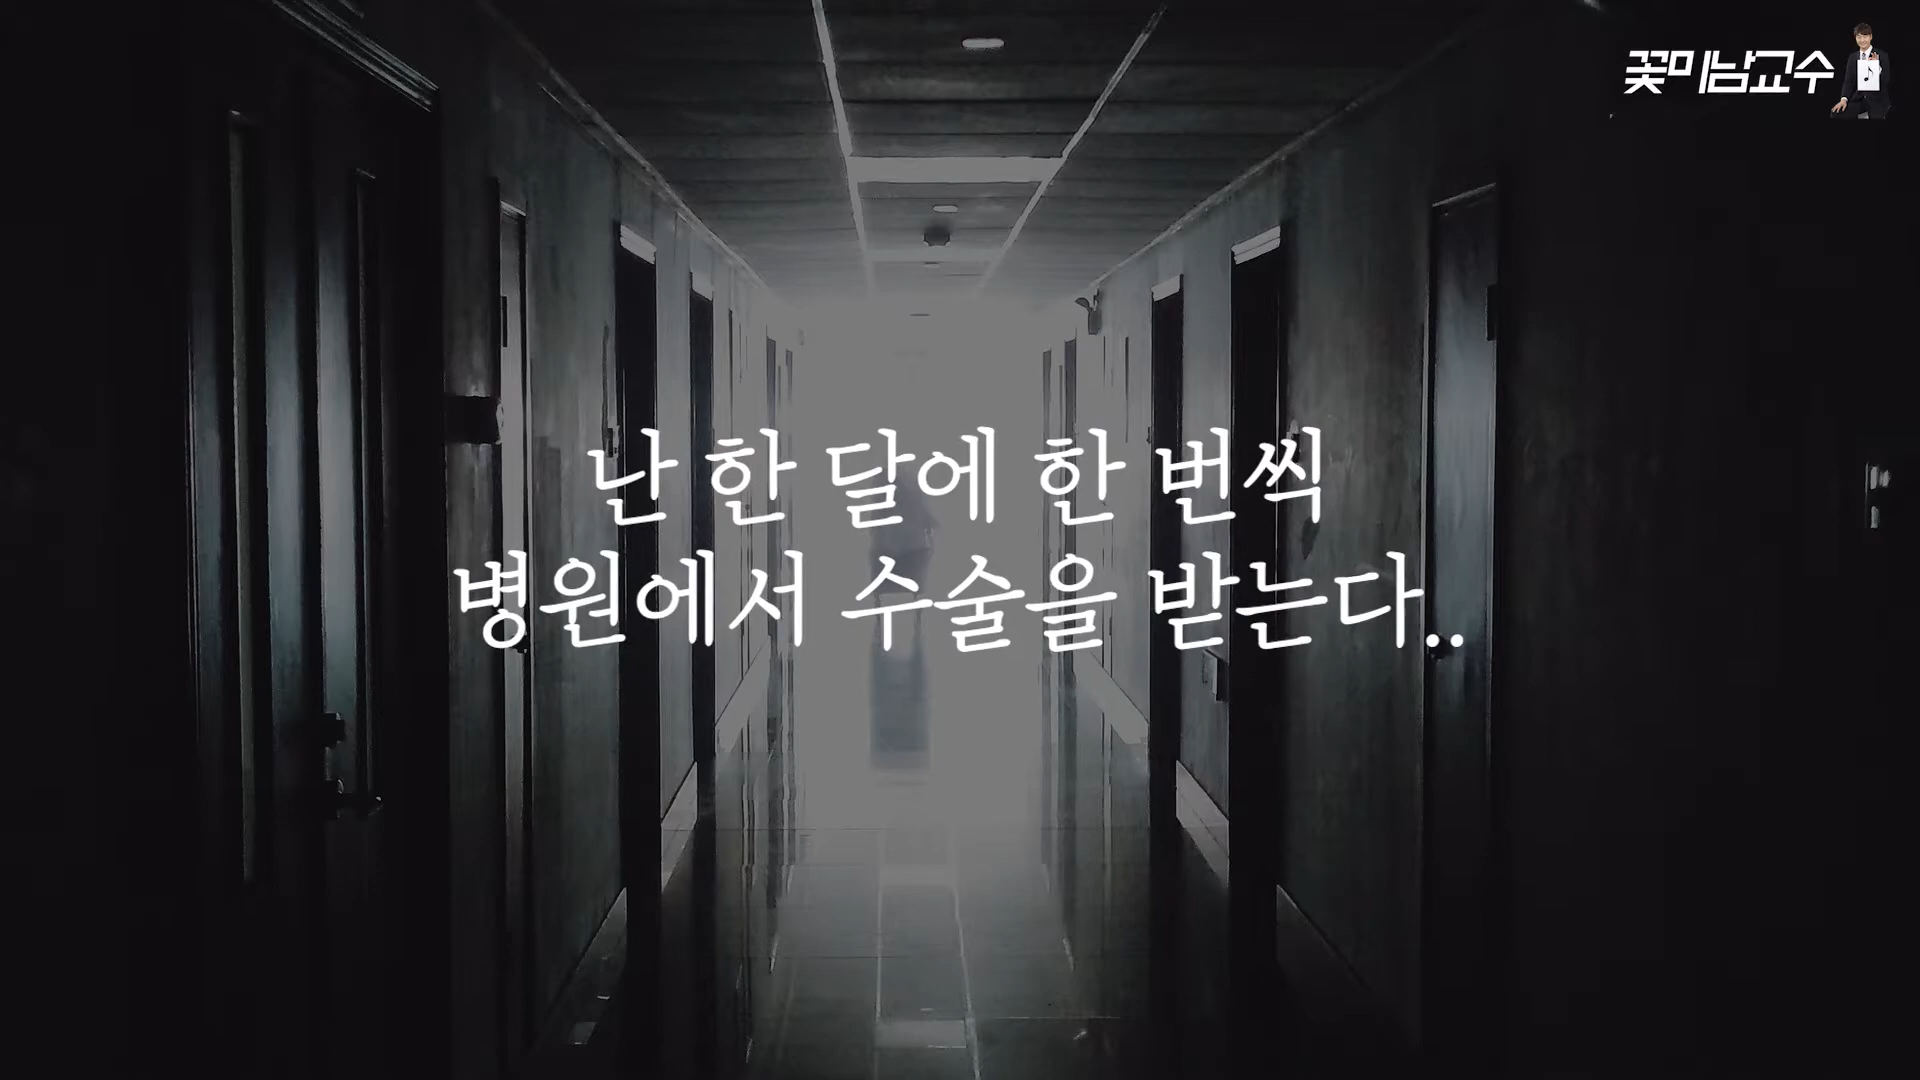 꽃미남교수
난 한 달에 한 번씩
병원에서 수술을 받는다..